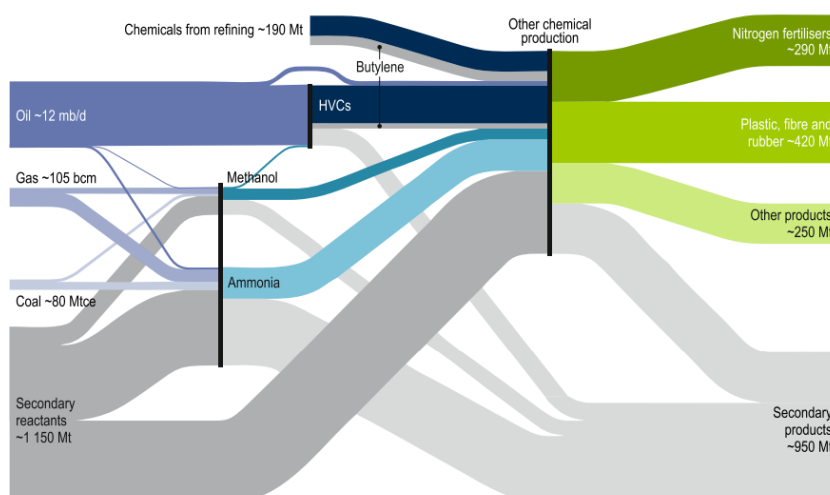 Chemicals from refining ~190 Mt
Other chemical
production
Nitrogen fertilisers
~290 Mt
Butylene
Oil ~12 mb/d
HVCs
Plastic, fibre and
rubber ~420 Mt
Gas ~105 bcm
Methanol
Other products
~250 Mt
Ammonia
Coal ~80 Mtce
Secondary
reactants
~1 150 Mt
Secondary
products
~950 Mt